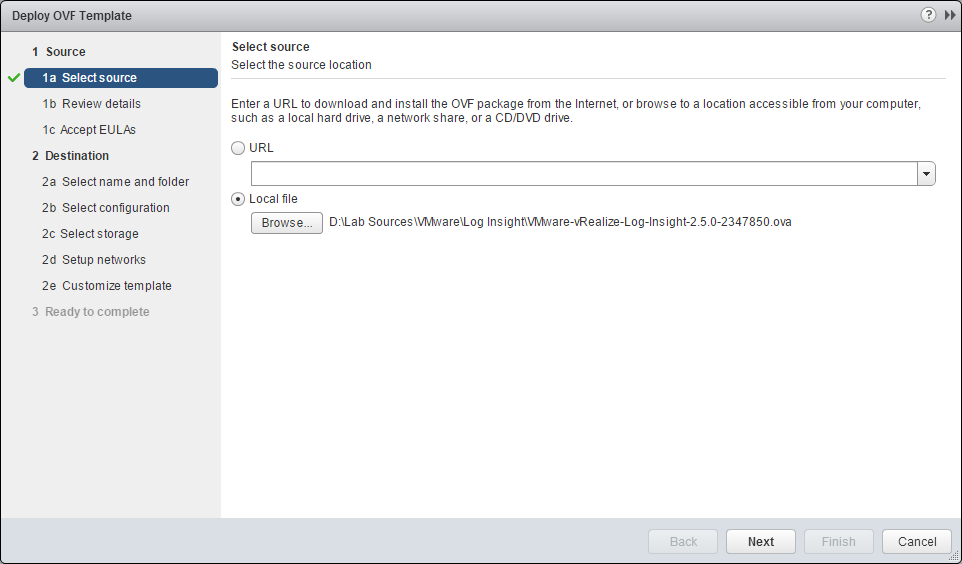 Deploy OVF Template
?
1 Source
1a Select source
1b Review details
1c Accept EULAs
2 Destination
2a Select name and folder
2b Select configuration
2c Select storage
2d Setup networks
2e Customize template
3 Ready to complete
Select source
Select the source location
Enter a URL to download and install the OVF package from the Internet, or browse to a location accessible from your computer,
such as a local hard drive, a network share, or a CD/DVD drive.
URL
Local file
Browse... D:\Lab Sources\VMware\Log Insight\VMware-vRealize-Log-Insight-2.5.0-2347850.ova
Back Next Finish Cancel